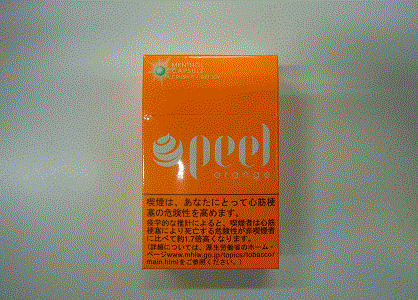 MENTHOL
CAPSULE
peel
orange
喫煙は、あなたにとって心筋梗
塞の危険性を高めます。
疫学的な推計によると、喫煙者は心筋
梗塞により死亡する危険性が非喫煙者
に比べて約1.7倍高くなります。
(詳細については、厚生労働省のホーム・ペ
ージwww.mhlw.go.jp/topics/tobacco/
main.htmlをご参照ください。)